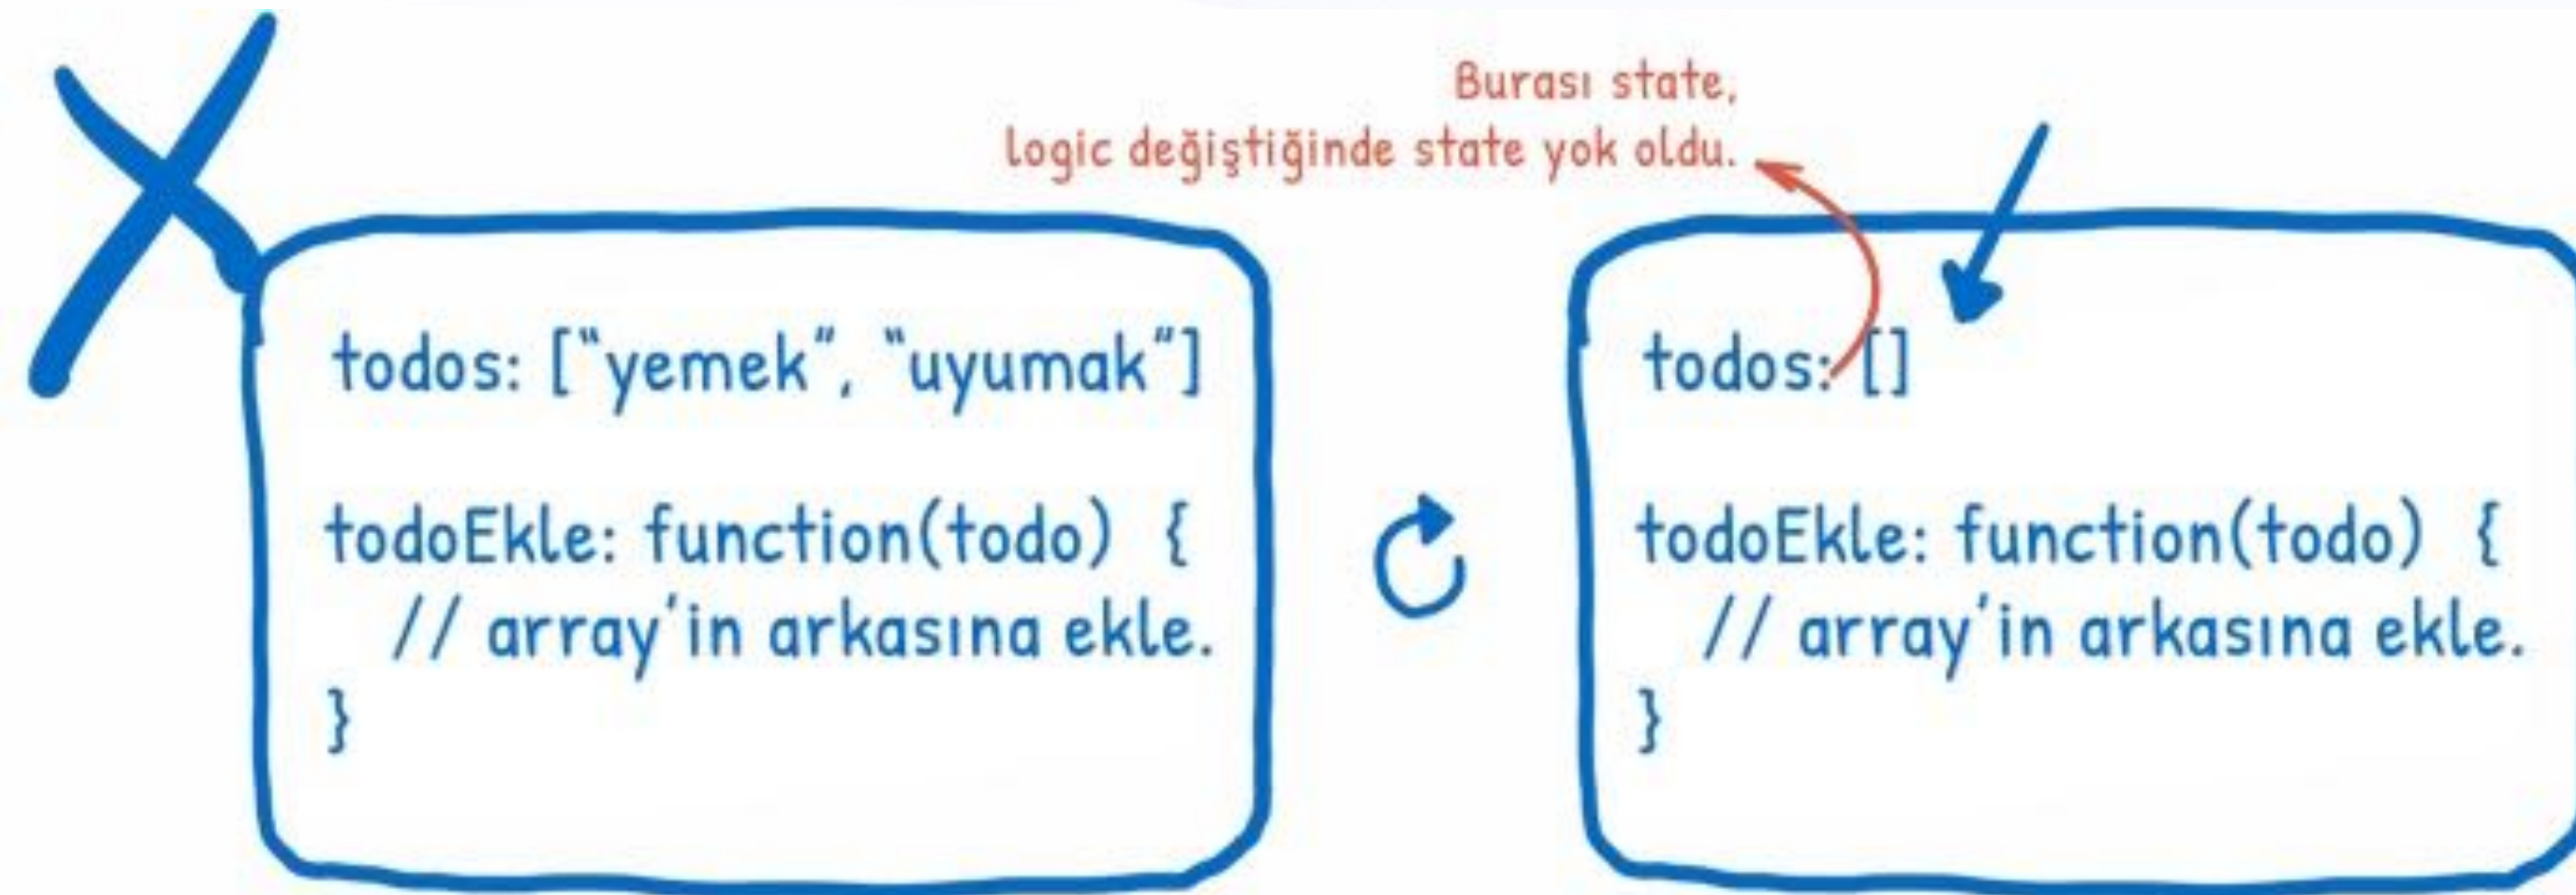 Burası state,
logic değiştiğinde state yok oldu.
todos: ["yemek", "uyumak"]
todoEkle: function(todo) {
// array'in arkasına ekle.
}
todos: []
todoEkle: function(todo) {
// array'in arkasına ekle.
}